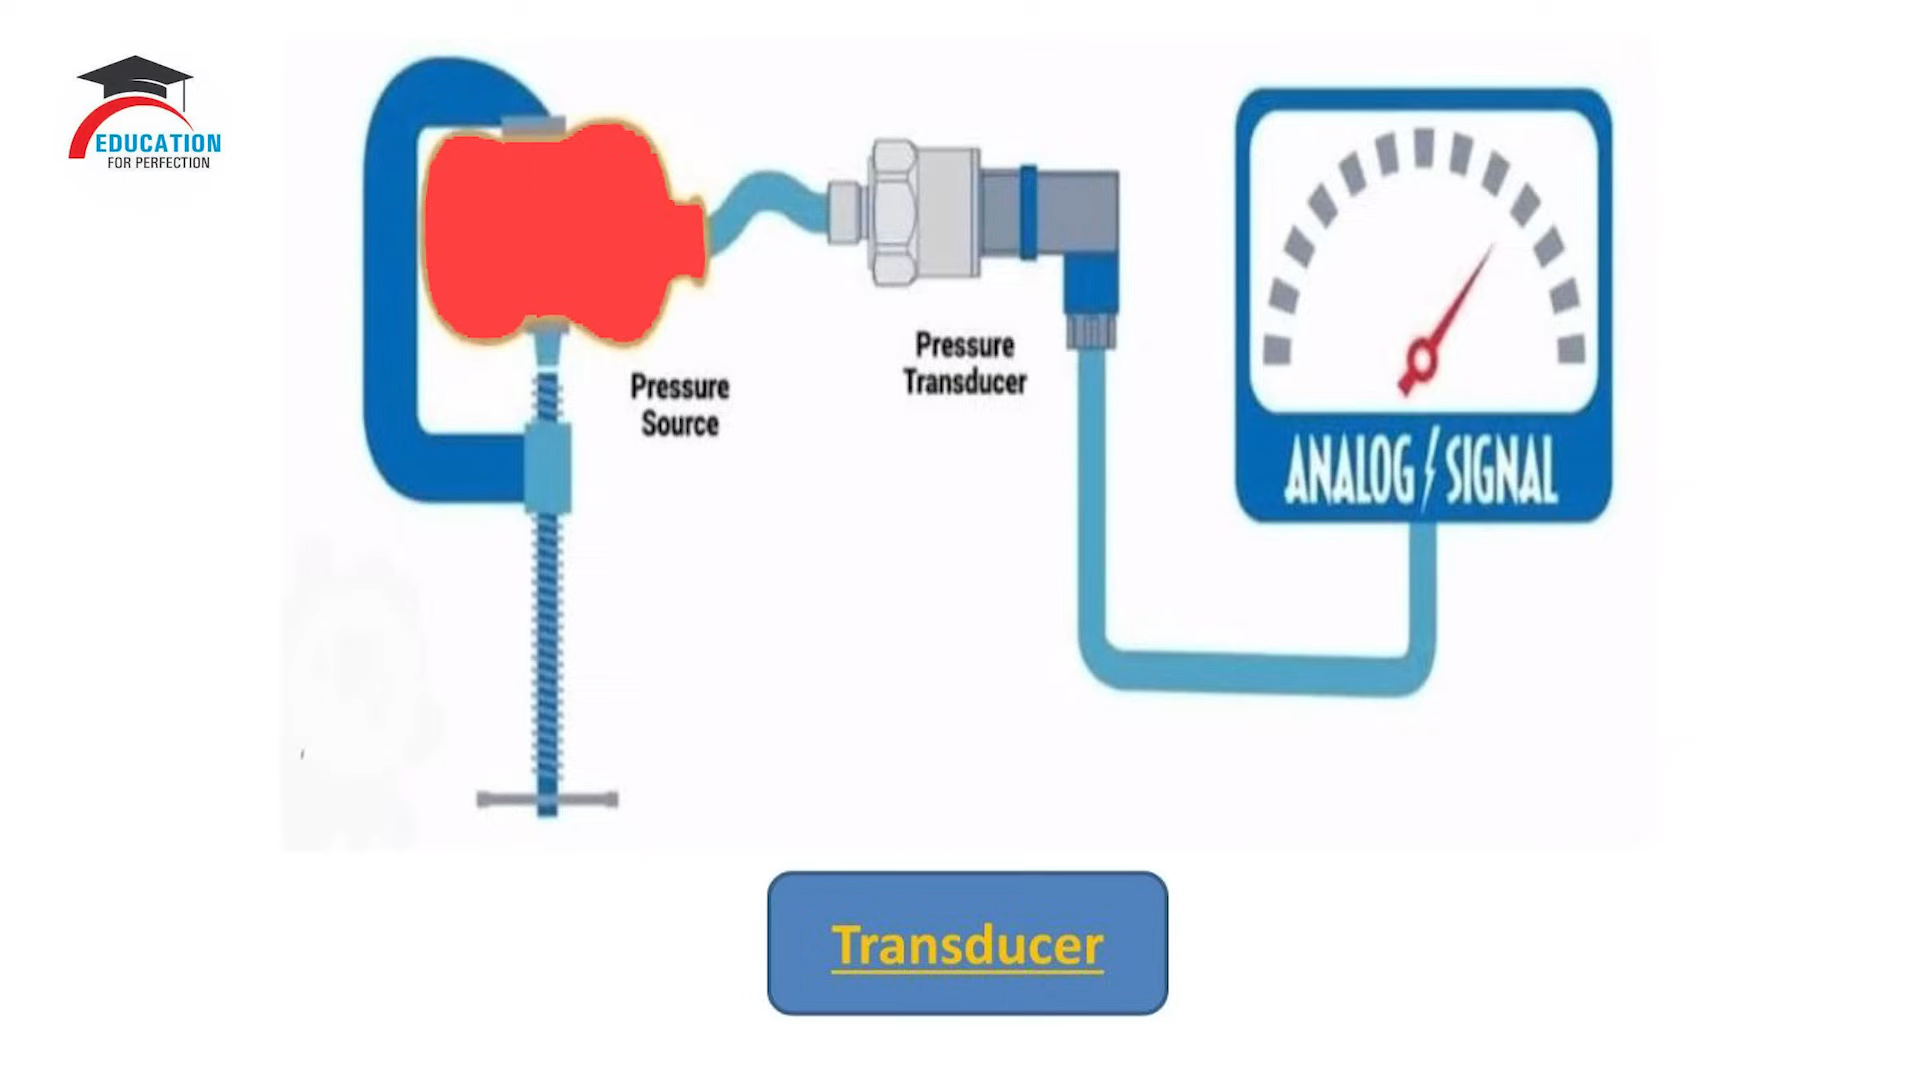 EDUCATION
FOR PERFECTION
Pressure
Source
Pressure
Transducer
ANALOG SIGNAL
Transducer